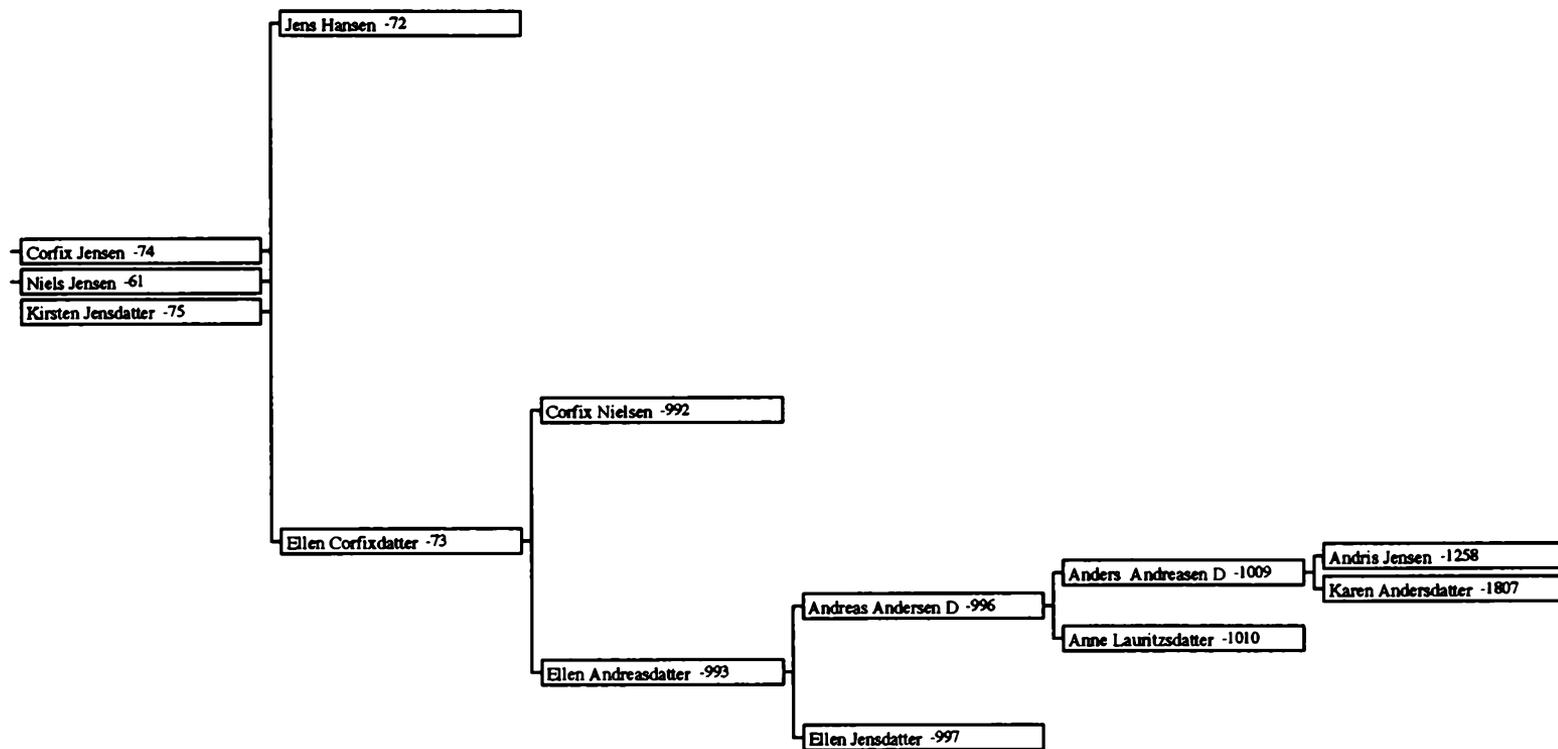 Jens Hansen -72
Corfix Jensen -74
Niels Jensen -61
Kirsten Jensdatter -75
Corfix Nielsen -992
Ellen Corfixdatter -73
Andris Jensen -1258
Anders Andreasen D -1009
Karen Andersdatter -1807
Andreas Andersen D -996
Anne Lauritzsdatter -1010
Ellen Andreasdatter -993
Ellen Jensdatter -997